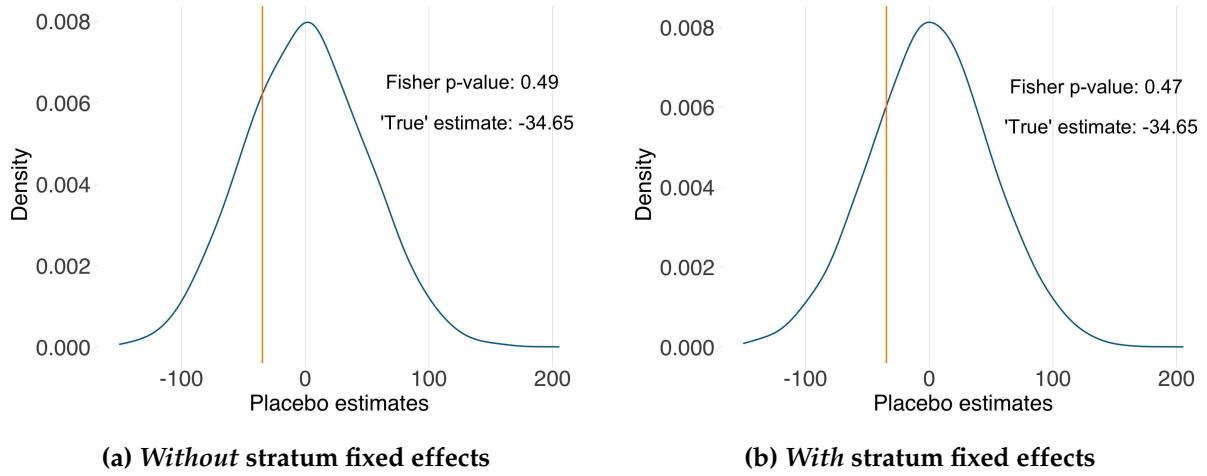 0.008
0.006
0.004
0.002
0.000
Density
Fisher p-value: 0.49
'True' estimate: -34.65
-100 0 100 200
Placebo estimates
(a) Without stratum fixed effects
0.008
0.006
0.004
0.002
0.000
Density
Fisher p-value: 0.47
'True' estimate: -34.65
-100 0 100 200
Placebo estimates
(b) With stratum fixed effects